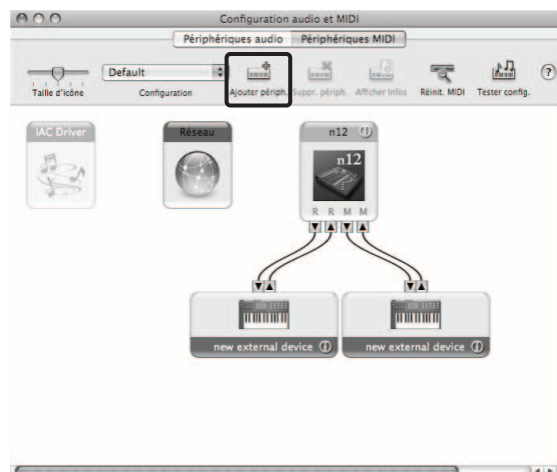 Configuration audio et MIDI
Périphériques audio Périphériques MIDI
Default
Taille d'icône Configuration Ajouter périph. Suppr. périph. Afficher infos Réinit. MIDI Tester config.
?
IAC Driver Réseau n12 i
n12
R R M M
new external device i new external device i